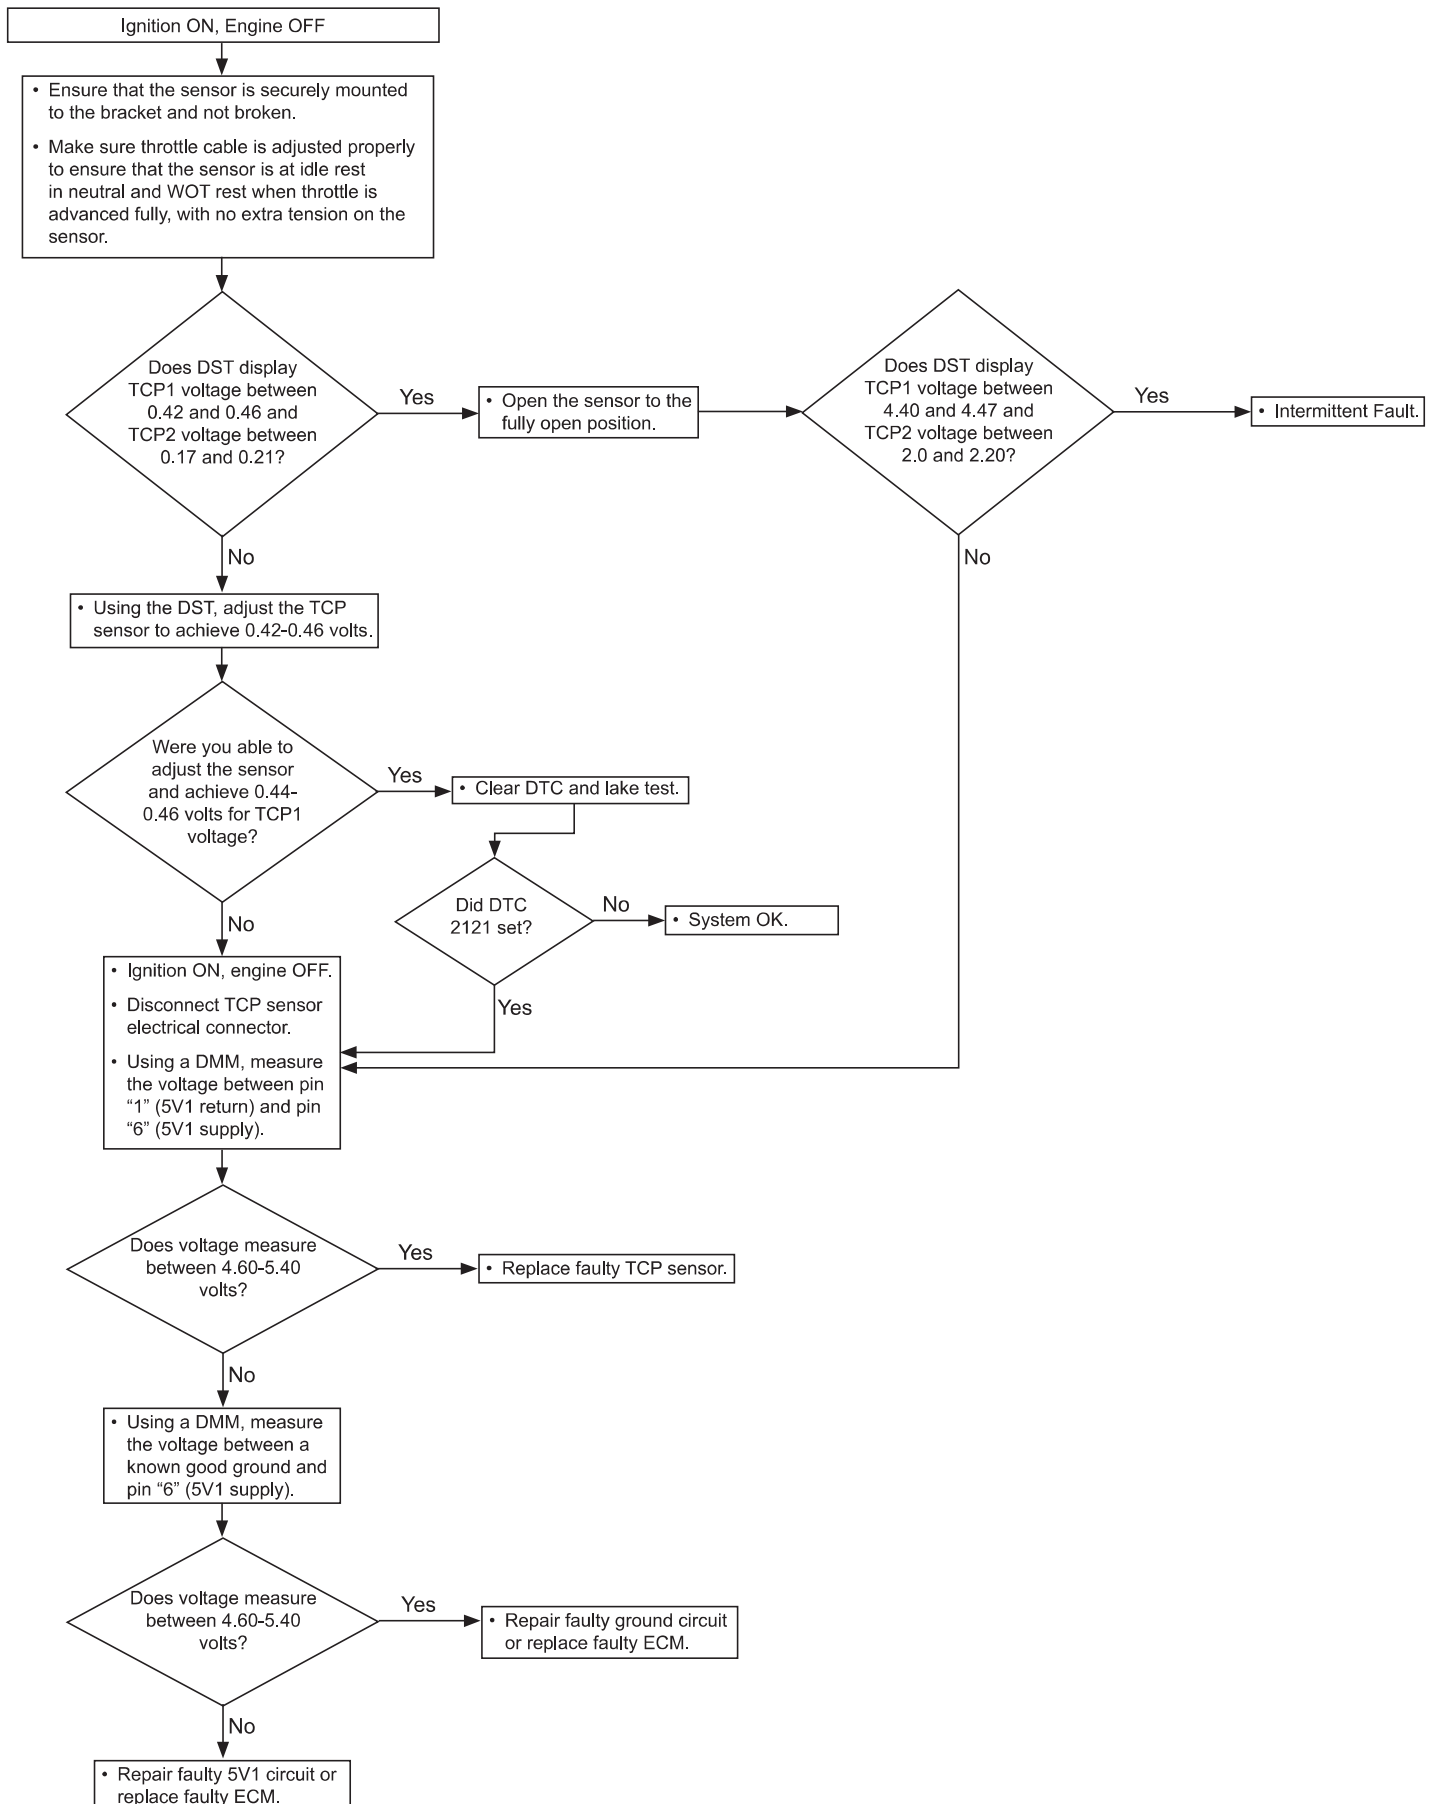 Ignition ON, Engine OFF
• Ensure that the sensor is securely mounted
to the bracket and not broken.
• Make sure throttle cable is adjusted properly
to ensure that the sensor is at idle rest
in neutral and WOT rest when throttle is
advanced fully, with no extra tension on the
sensor.
Does DST display
TCP1 voltage between
0.42 and 0.46 and
TCP2 voltage between
0.17 and 0.21?
Yes
• Open the sensor to the
fully open position.
Does DST display
TCP1 voltage between
4.40 and 4.47 and
TCP2 voltage between
2.0 and 2.20?
Yes
• Intermittent Fault.
No
No
• Using the DST, adjust the TCP
sensor to achieve 0.42-0.46 volts.
Were you able to
adjust the sensor
and achieve 0.44-
0.46 volts for TCP1
voltage?
Yes
• Clear DTC and lake test.
Did DTC
2121 set?
No
• System OK.
Yes
No
• Ignition ON, engine OFF.
• Disconnect TCP sensor
electrical connector.
• Using a DMM, measure
the voltage between pin
“1” (5V1 return) and pin
“6” (5V1 supply).
Does voltage measure
between 4.60-5.40
volts?
Yes
• Replace faulty TCP sensor.
No
• Using a DMM, measure
the voltage between a
known good ground and
pin “6” (5V1 supply).
Does voltage measure
between 4.60-5.40
volts?
Yes
• Repair faulty ground circuit
or replace faulty ECM.
No
• Repair faulty 5V1 circuit or
replace faulty ECM.